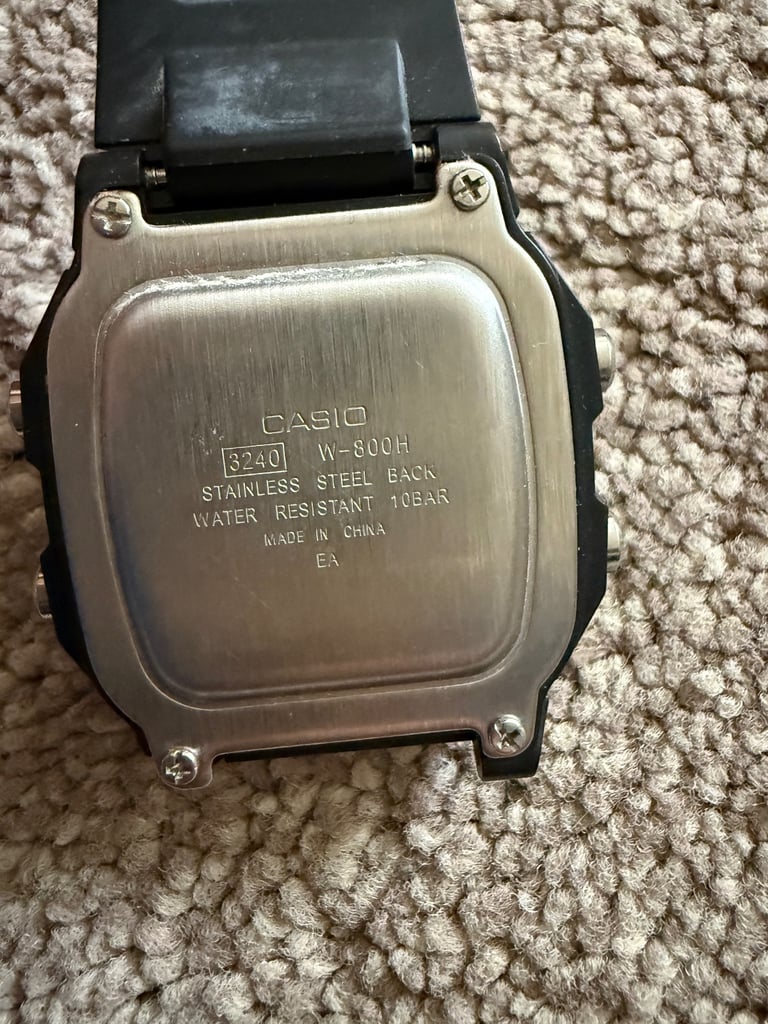 CASIO
3240 W-800H
STAINLESS STEEL BACK
WATER RESISTANT 10BAR
MADE IN CHINA
EA